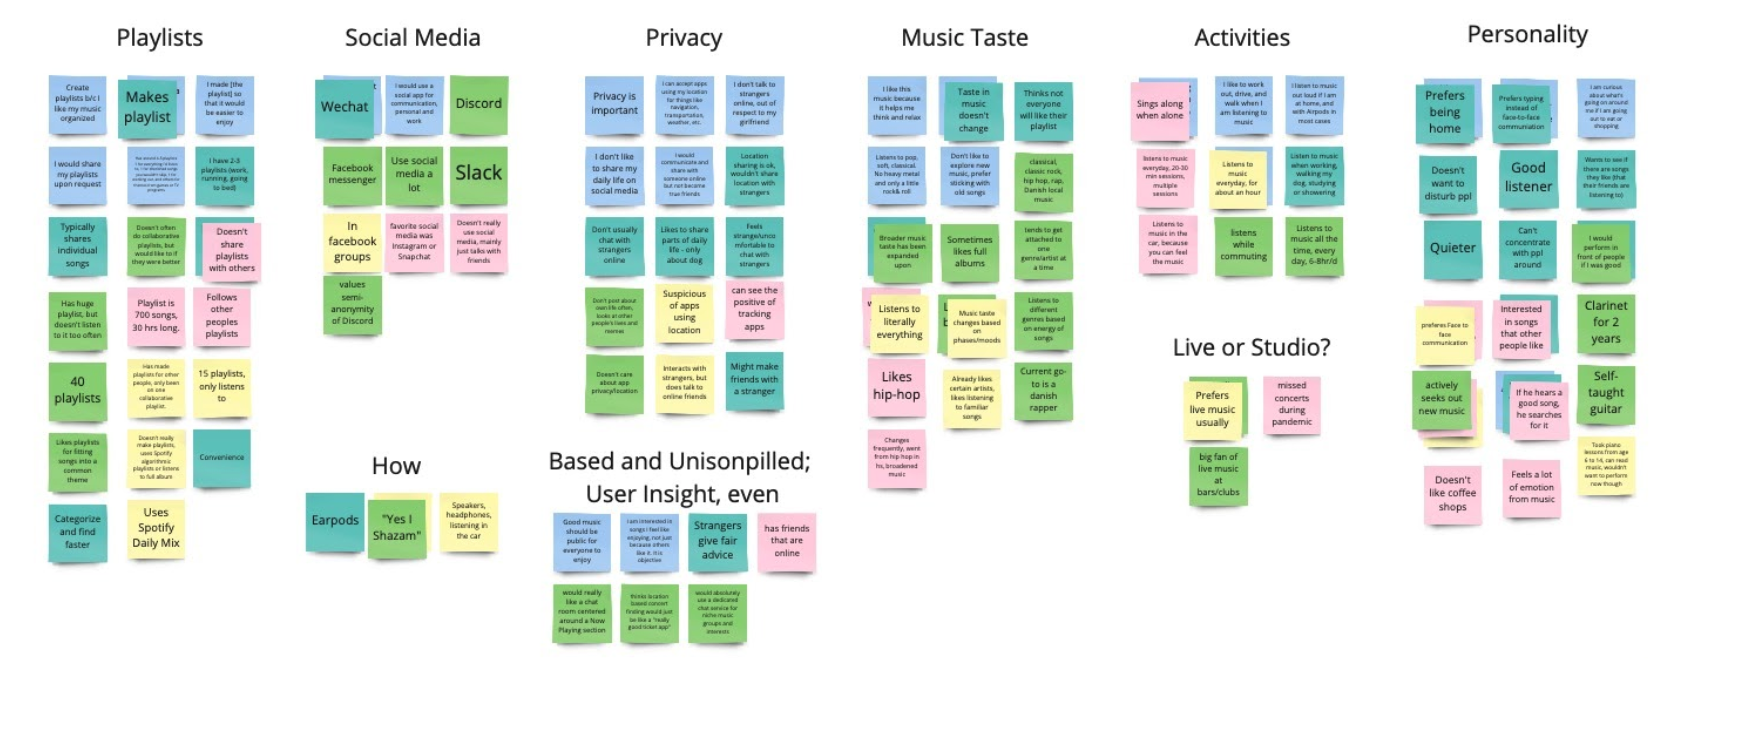 Playlists
Create
playlists b/c I
like my music
organized
Makes
playlist
I made [the
playlist] so
that it would
be easier to
enjoy
I would share
my playlists
upon request
I have 2-3
playlists (work,
running, going
to bed)
Typically
shares
individual
songs
Doesn't often
do collaborative
playlists, but
would like to if
they were better
Doesn't
share
playlists
with others
Has huge
playlist, but
doesn't listen
to it too often
Playlist is
700 songs,
30 hrs long.
Follows
other
peoples
playlists
40
playlists
Has made
playlists for other
people, only been
on one
collaborative
playlist.
15 playlists,
only listens
to
Likes playlists
for fitting
songs into a
common
theme
Doesn't really
make playlists,
uses Spotify
algorithmic
playlists or listens
to full album
Convenience
Categorize
and find
faster
Uses
Spotify
Daily Mix
Social Media
Wechat
I would use a
social app for
communication,
personal and
work
Discord
Facebook
messenger
Use social
media a
lot
Slack
In
facebook
groups
favorite social
media was
Instagram or
Snapchat
Doesn't really
use social
media, mainly
just talks with
friends
values
semi-
anonymity
of Discord
How
Earpods
"Yes I
Shazam"
Speakers,
headphones,
listening in
the car
Privacy
Privacy is
important
I can accept apps
using my location
for things like
navigation,
transportation,
weather, etc.
I don't talk to
strangers
online, out of
respect to my
girlfriend
I don't like
to share my
daily life on
social media
I would
communicate and
share with
someone online
but not become
true friends
Location
sharing is ok,
wouldn't share
location with
strangers
Don't usually
chat with
strangers
online
Likes to share
parts of daily
life - only
about dog
Feels
strange/unco
mfortable to
chat with
strangers
Don't post about
own life often,
looks at other
people's lives and
memes
Suspicious
of apps
using
location
can see the
positive of
tracking
apps
Doesn't care
about app
privacy/location
Interacts with
strangers, but
does talk to
online friends
Might make
friends with
a stranger
Based and Unisonpilled;
User Insight, even
Good music
should be
public for
everyone to
enjoy
I am interested in
songs I feel like
enjoying, not just
because others
like it. It is
objective
Strangers
give fair
advice
has friends
that are
online
would really
like a chat
room centered
around a Now
Playing section
thinks location
based concert
finding would just
be like a "really
good ticket app"
would absolutely
use a dedicated
chat service for
niche music
groups and
interests
Music Taste
I like this
music because
it helps me
think and relax
Taste in
music
doesn't
change
Thinks not
everyone
will like their
playlist
Listens to pop,
soft, classical.
No heavy metal
and only a little
rock& roll
Don't like to
explore new
music, prefer
sticking with
old songs
classical,
classic rock,
hip hop, rap,
Danish local
music
Broader music
taste has been
expanded
upon
Sometimes
likes full
albums
tends to get
attached to
one
genre/artist at
a time
Listens to
literally
everything
Music taste
changes based
on
phases/moods
Listens to
different
genres based
on energy of
songs
Likes
hip-hop
Already likes
certain artists,
likes listening
to familiar
songs
Current go-
to is a
danish
rapper
Changes
frequently, went
from hip hop in
hs, broadened
music
Activities
Sings along
when alone
I like to work
out, drive, and
walk when I
am listening to
music
I listen to music
out loud if I am
at home, and
with Airpods in
most cases
listens to music
everyday, 20-30
min sessions,
multiple
sessions
Listens to
music
everyday, for
about an hour
Listen to music
when working,
walking my
dog, studying
or showering
Listens to
music in the
car, because
you can feel
the music
listens
while
commuting
Listens to
music all the
time, every
day, 6-8hr/d
Live or Studio?
Prefers
live music
usually
missed
concerts
during
pandemic
big fan of
live music
at
bars/clubs
Personality
Prefers
being
home
Prefers typing
instead of
face-to-face
communiation
I am curious
about what's
going on around
me if I am going
out to eat or
shopping
Doesn't
want to
disturb ppl
Good
listener
Wants to see if
there are songs
they like (that
their friends are
listening to)
Quieter
Can't
concentrate
with ppl
around
I would
perform in
front of people
if I was good
preferes Face to
face
communication
Interested
in songs
that other
people like
Clarinet
for 2
years
actively
seeks out
new music
If he hears a
good song,
he searches
for it
Self-
taught
guitar
Doesn't
like coffee
shops
Feels a lot
of emotion
from music
Took piano
lessons from age
6 to 14, can read
music, wouldn't
want to perform
now though